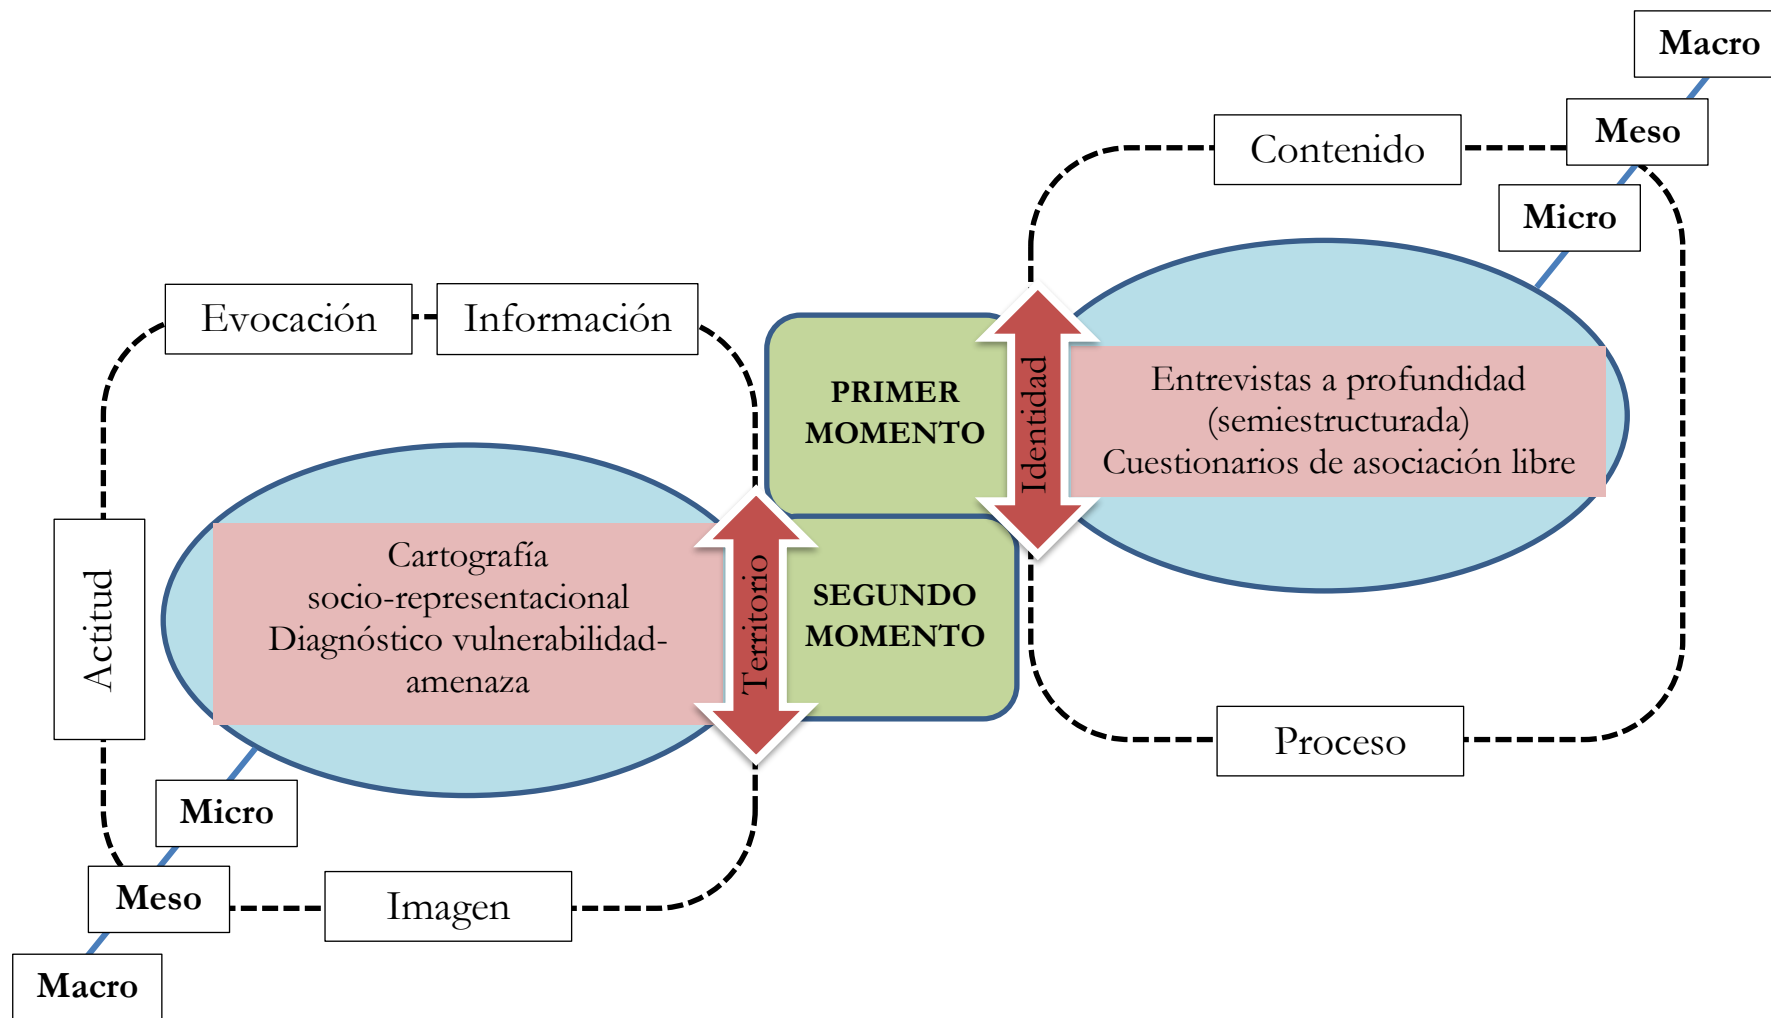 Macro
Meso
Contenido
Micro
Evocación
Información
PRIMER
MOMENTO
Identidad
Entrevistas a profundidad
(semiestructurada)
Cuestionarios de asociación libre
Actitud
Cartografía
socio-representacional
Diagnóstico vulnerabilidad-
amenaza
Territorio
SEGUNDO
MOMENTO
Proceso
Micro
Meso
Imagen
Macro